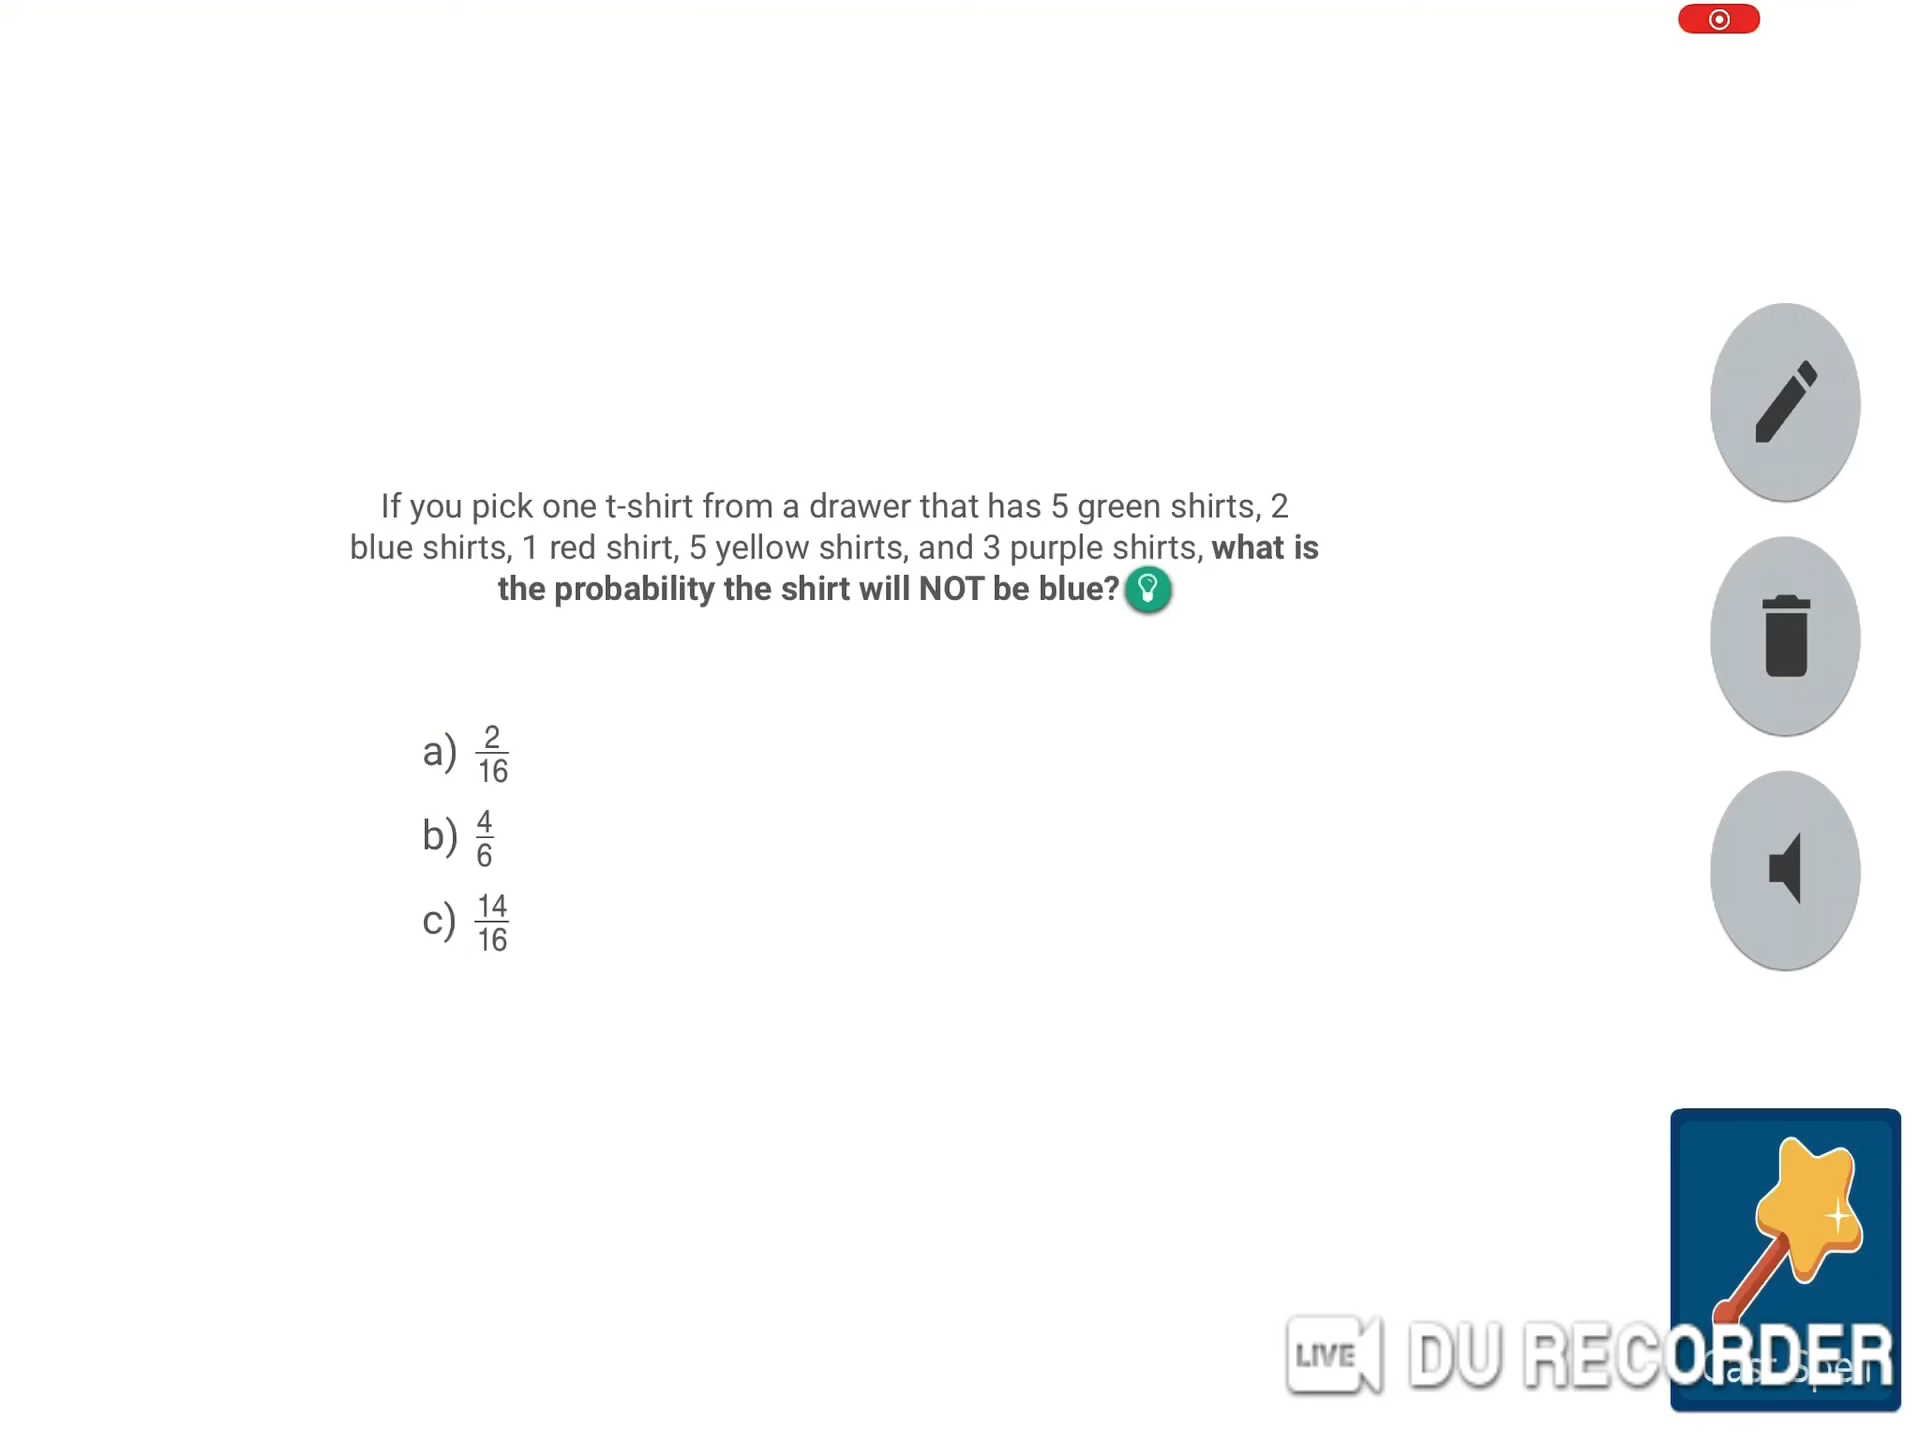 If you pick one t-shirt from a drawer that has 5 green shirts, 2
blue shirts, 1 red shirt, 5 yellow shirts, and 3 purple shirts, what is
the probability the shirt will NOT be blue?
a) 2/16
b) 4/6
c) 14/16
LIVE DU RECORDER